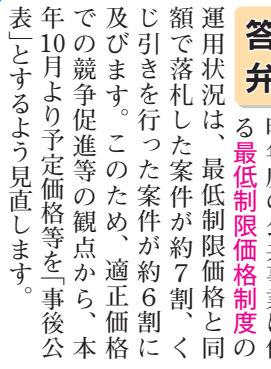 答弁
る最低制限価格制度の
運用状況は、最低制限価格と同
額で落札した案件が約7割、く
じ引きを行った案件が約6割に
及びます。このため、適正価格
での競争促進等の観点から、本
年10月より予定価格等を「事後公
表」とするよう見直します。